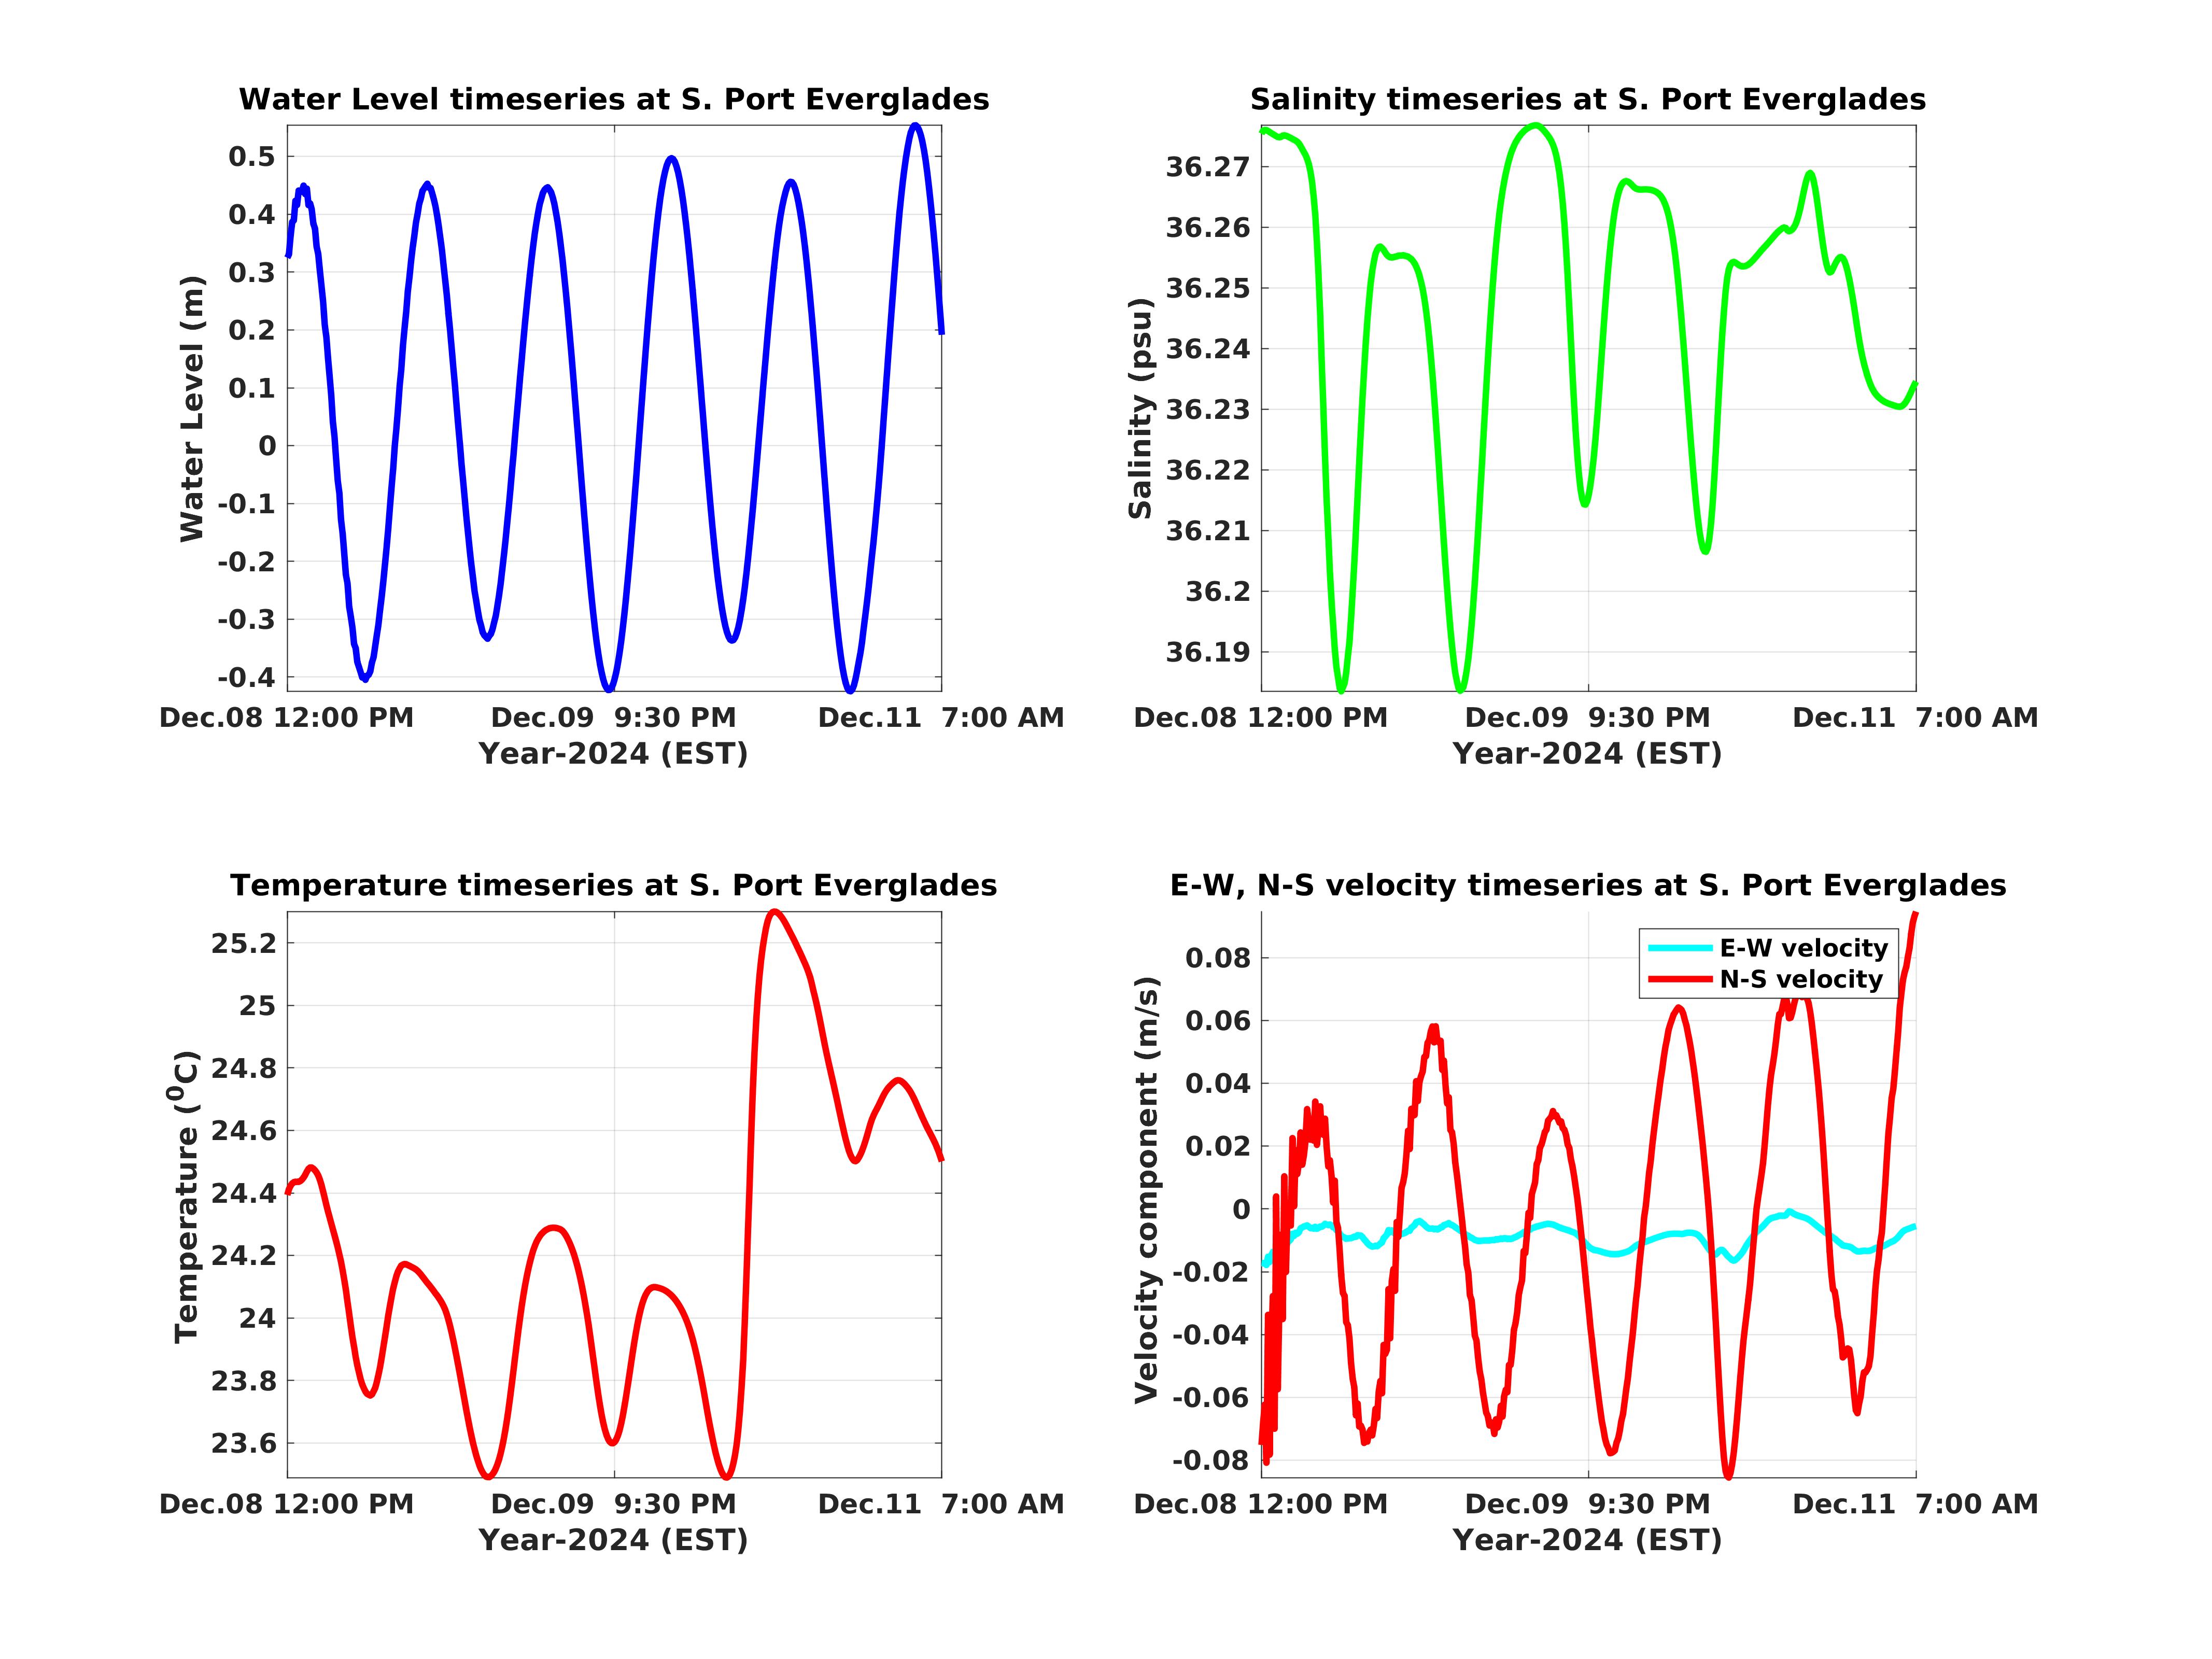 Water Level timeseries at S. Port Everglades
0.5
0.4
0.3
0.2
0.1
0
-0.1
-0.2
-0.3
-0.4
Water Level (m)
Dec.08 12:00 PM Dec.09 9:30 PM Dec.11 7:00 AM
Year-2024 (EST)
Salinity timeseries at S. Port Everglades
36.27
36.26
36.25
36.24
36.23
36.22
36.21
36.2
36.19
Salinity (psu)
Dec.08 12:00 PM Dec.09 9:30 PM Dec.11 7:00 AM
Year-2024 (EST)
Temperature timeseries at S. Port Everglades
25.2
25
24.8
24.6
24.4
24.2
24
23.8
23.6
Temperature (⁰C)
Dec.08 12:00 PM Dec.09 9:30 PM Dec.11 7:00 AM
Year-2024 (EST)
E-W, N-S velocity timeseries at S. Port Everglades
E-W velocity
N-S velocity
0.08
0.06
0.04
0.02
0
-0.02
-0.04
-0.06
-0.08
Velocity component (m/s)
Dec.08 12:00 PM Dec.09 9:30 PM Dec.11 7:00 AM
Year-2024 (EST)